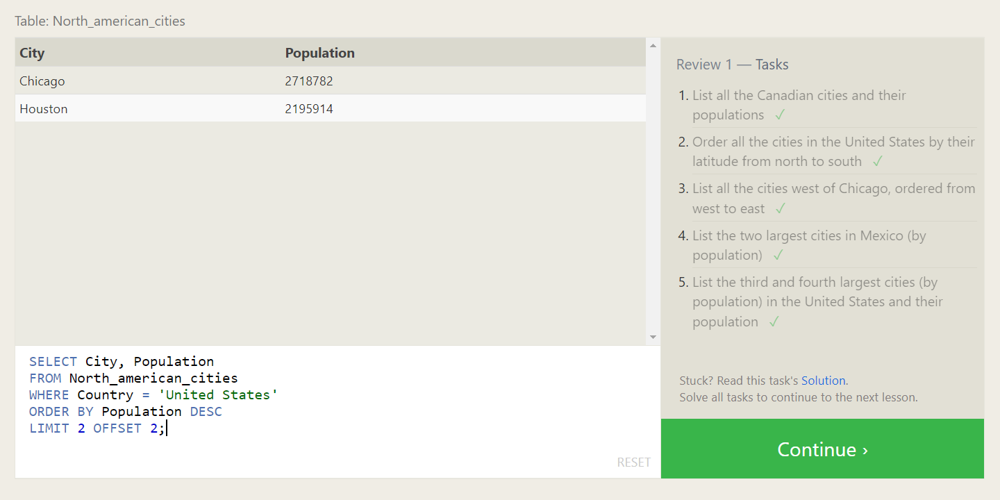 Table: North_american_cities
City Population
Chicago 2718782
Houston 2195914
SELECT City, Population
FROM North_american_cities
WHERE Country = 'United States'
ORDER BY Population DESC
LIMIT 2 OFFSET 2;
RESET
Review 1 — Tasks
1. List all the Canadian cities and their
populations ✓
2. Order all the cities in the United States by their
latitude from north to south ✓
3. List all the cities west of Chicago, ordered from
west to east ✓
4. List the two largest cities in Mexico (by
population) ✓
5. List the third and fourth largest cities (by
population) in the United States and their
population ✓
Stuck? Read this task's Solution.
Solve all tasks to continue to the next lesson.
Continue ›